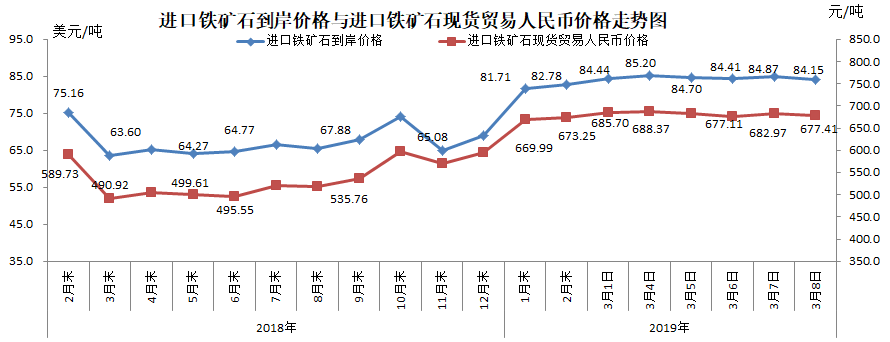 进口铁矿石到岸价格与进口铁矿石现货贸易人民币价格走势图
美元/吨
元/吨
进口铁矿石到岸价格
进口铁矿石现货贸易人民币价格
95.0
85.0
75.0
65.0
55.0
45.0
35.0
850.00
800.00
750.00
700.00
650.00
600.00
550.00
500.00
450.00
400.00
350.00
75.16
63.60
64.27
64.77
67.88
65.08
81.71
82.78
84.44
85.20
84.70
84.41
84.87
84.15
589.73
490.92
499.61
495.55
535.76
669.99
673.25
685.70
688.37
677.11
682.97
677.41
2月末
3月末
4月末
5月末
6月末
7月末
8月末
9月末
10月末
11月末
12月末
1月末
2月末
3月1日
3月4日
3月5日
3月6日
3月7日
3月8日
2018年
2019年